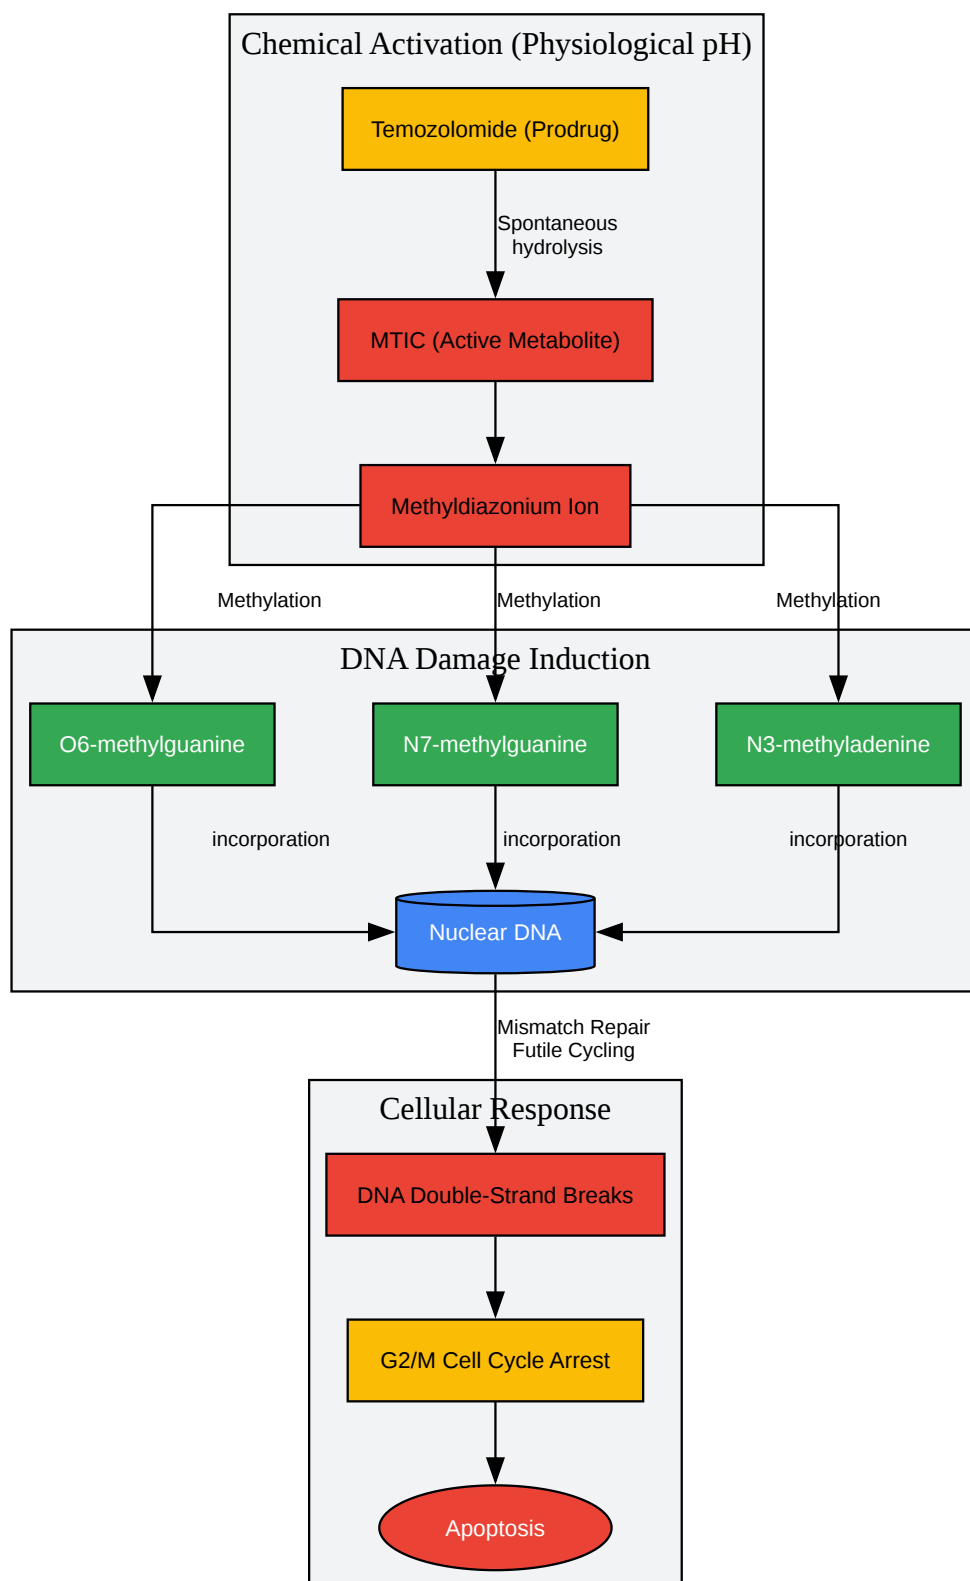 Chemical Activation (Physiological pH)
Temozolomide (Prodrug)
Spontaneous
hydrolysis
MTIC (Active Metabolite)
Methyldiazonium Ion
Methylation
Methylation
Methylation
DNA Damage Induction
O6-methylguanine
N7-methylguanine
N3-methyladenine
incorporation
incorporation
incorporation
Nuclear DNA
Mismatch Repair
Futile Cycling
Cellular Response
DNA Double-Strand Breaks
G2/M Cell Cycle Arrest
Apoptosis